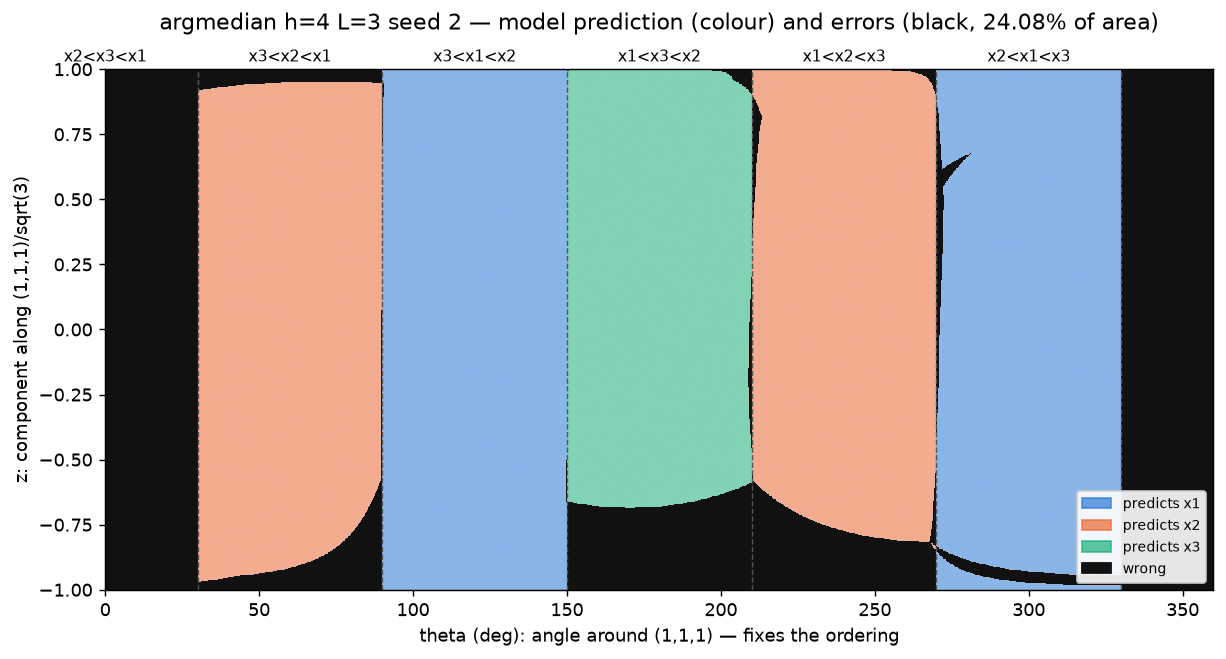 argmedian h=4 L=3 seed 2 — model prediction (colour) and errors (black, 24.08% of area)
x2<x3<x1 x3<x2<x1 x3<x1<x2 x1<x3<x2 x1<x2<x3 x2<x1<x3
1.00
0.75
0.50
0.25
0.00
−0.25
−0.50
−0.75
−1.00
z: component along (1,1,1)/sqrt(3)
predicts x1
predicts x2
predicts x3
wrong
0 50 100 150 200 250 300 350
theta (deg): angle around (1,1,1) — fixes the ordering